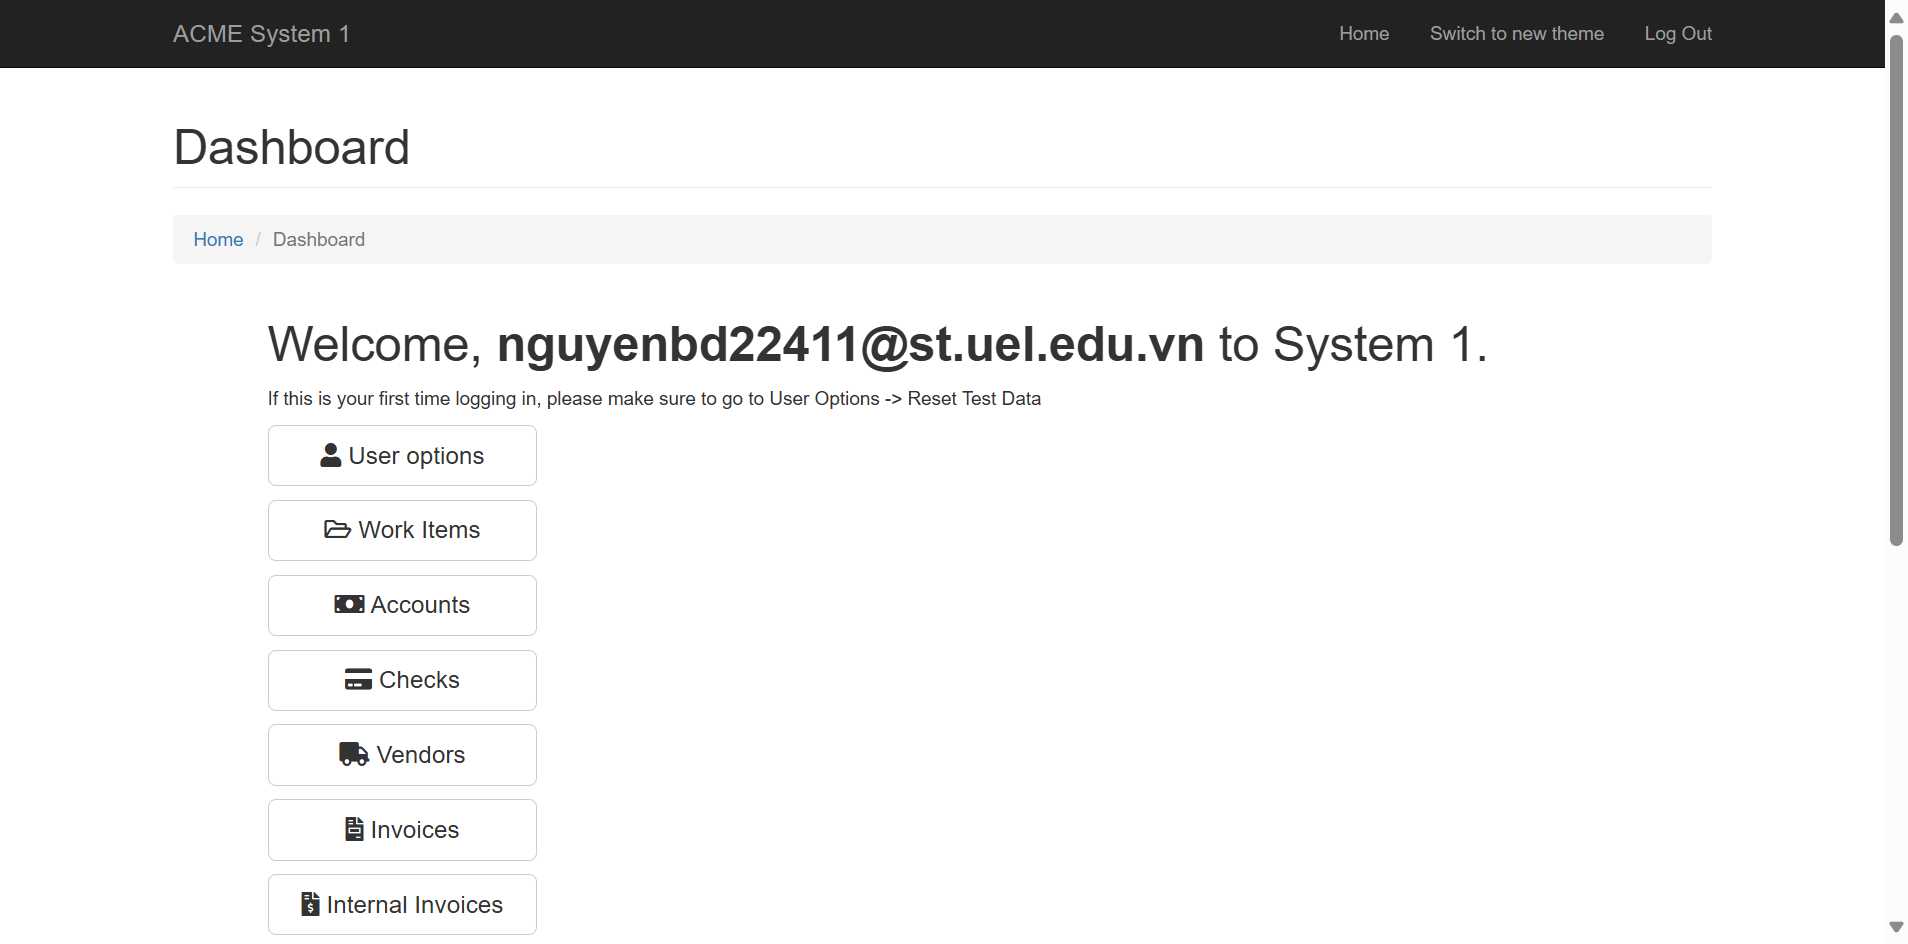 ACME System 1
Home
Switch to new theme
Log Out
Dashboard
Home / Dashboard
Welcome, nguyenbd22411@st.uel.edu.vn to System 1.
If this is your first time logging in, please make sure to go to User Options -> Reset Test Data
User options
Work Items
Accounts
Checks
Vendors
Invoices
Internal Invoices